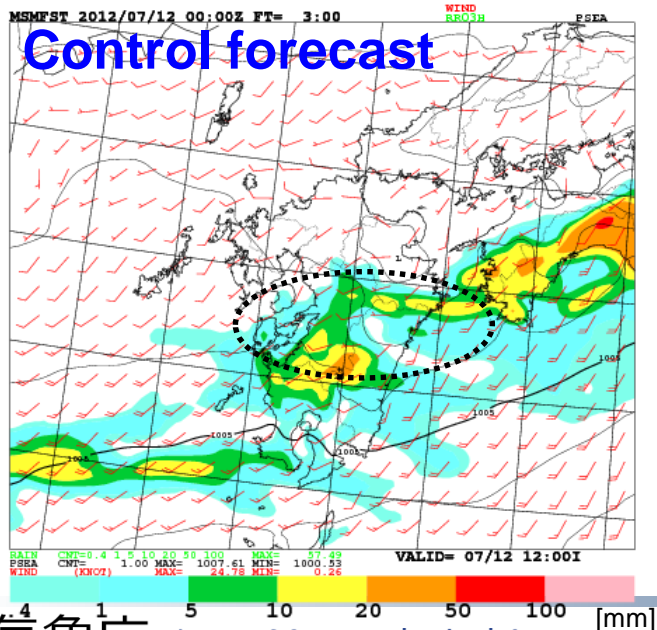 MSMFST 2012/07/12 00:00Z FT= 3:00
WIND
RR03H PSEA
Control forecast
L
1005
1005
1005
1005
1005
RAIN CNT=0.4 1 5 10 20 50 100 MAX= 57.49
PSEA CNT= 1.00 MAX= 1007.61 MIN= 1000.53
WIND (KNOT) MAX= 24.78 MIN= 0.26
VALID= 07/12 12:00I
4 1 5 10 20 50 100 [mm]
象庁